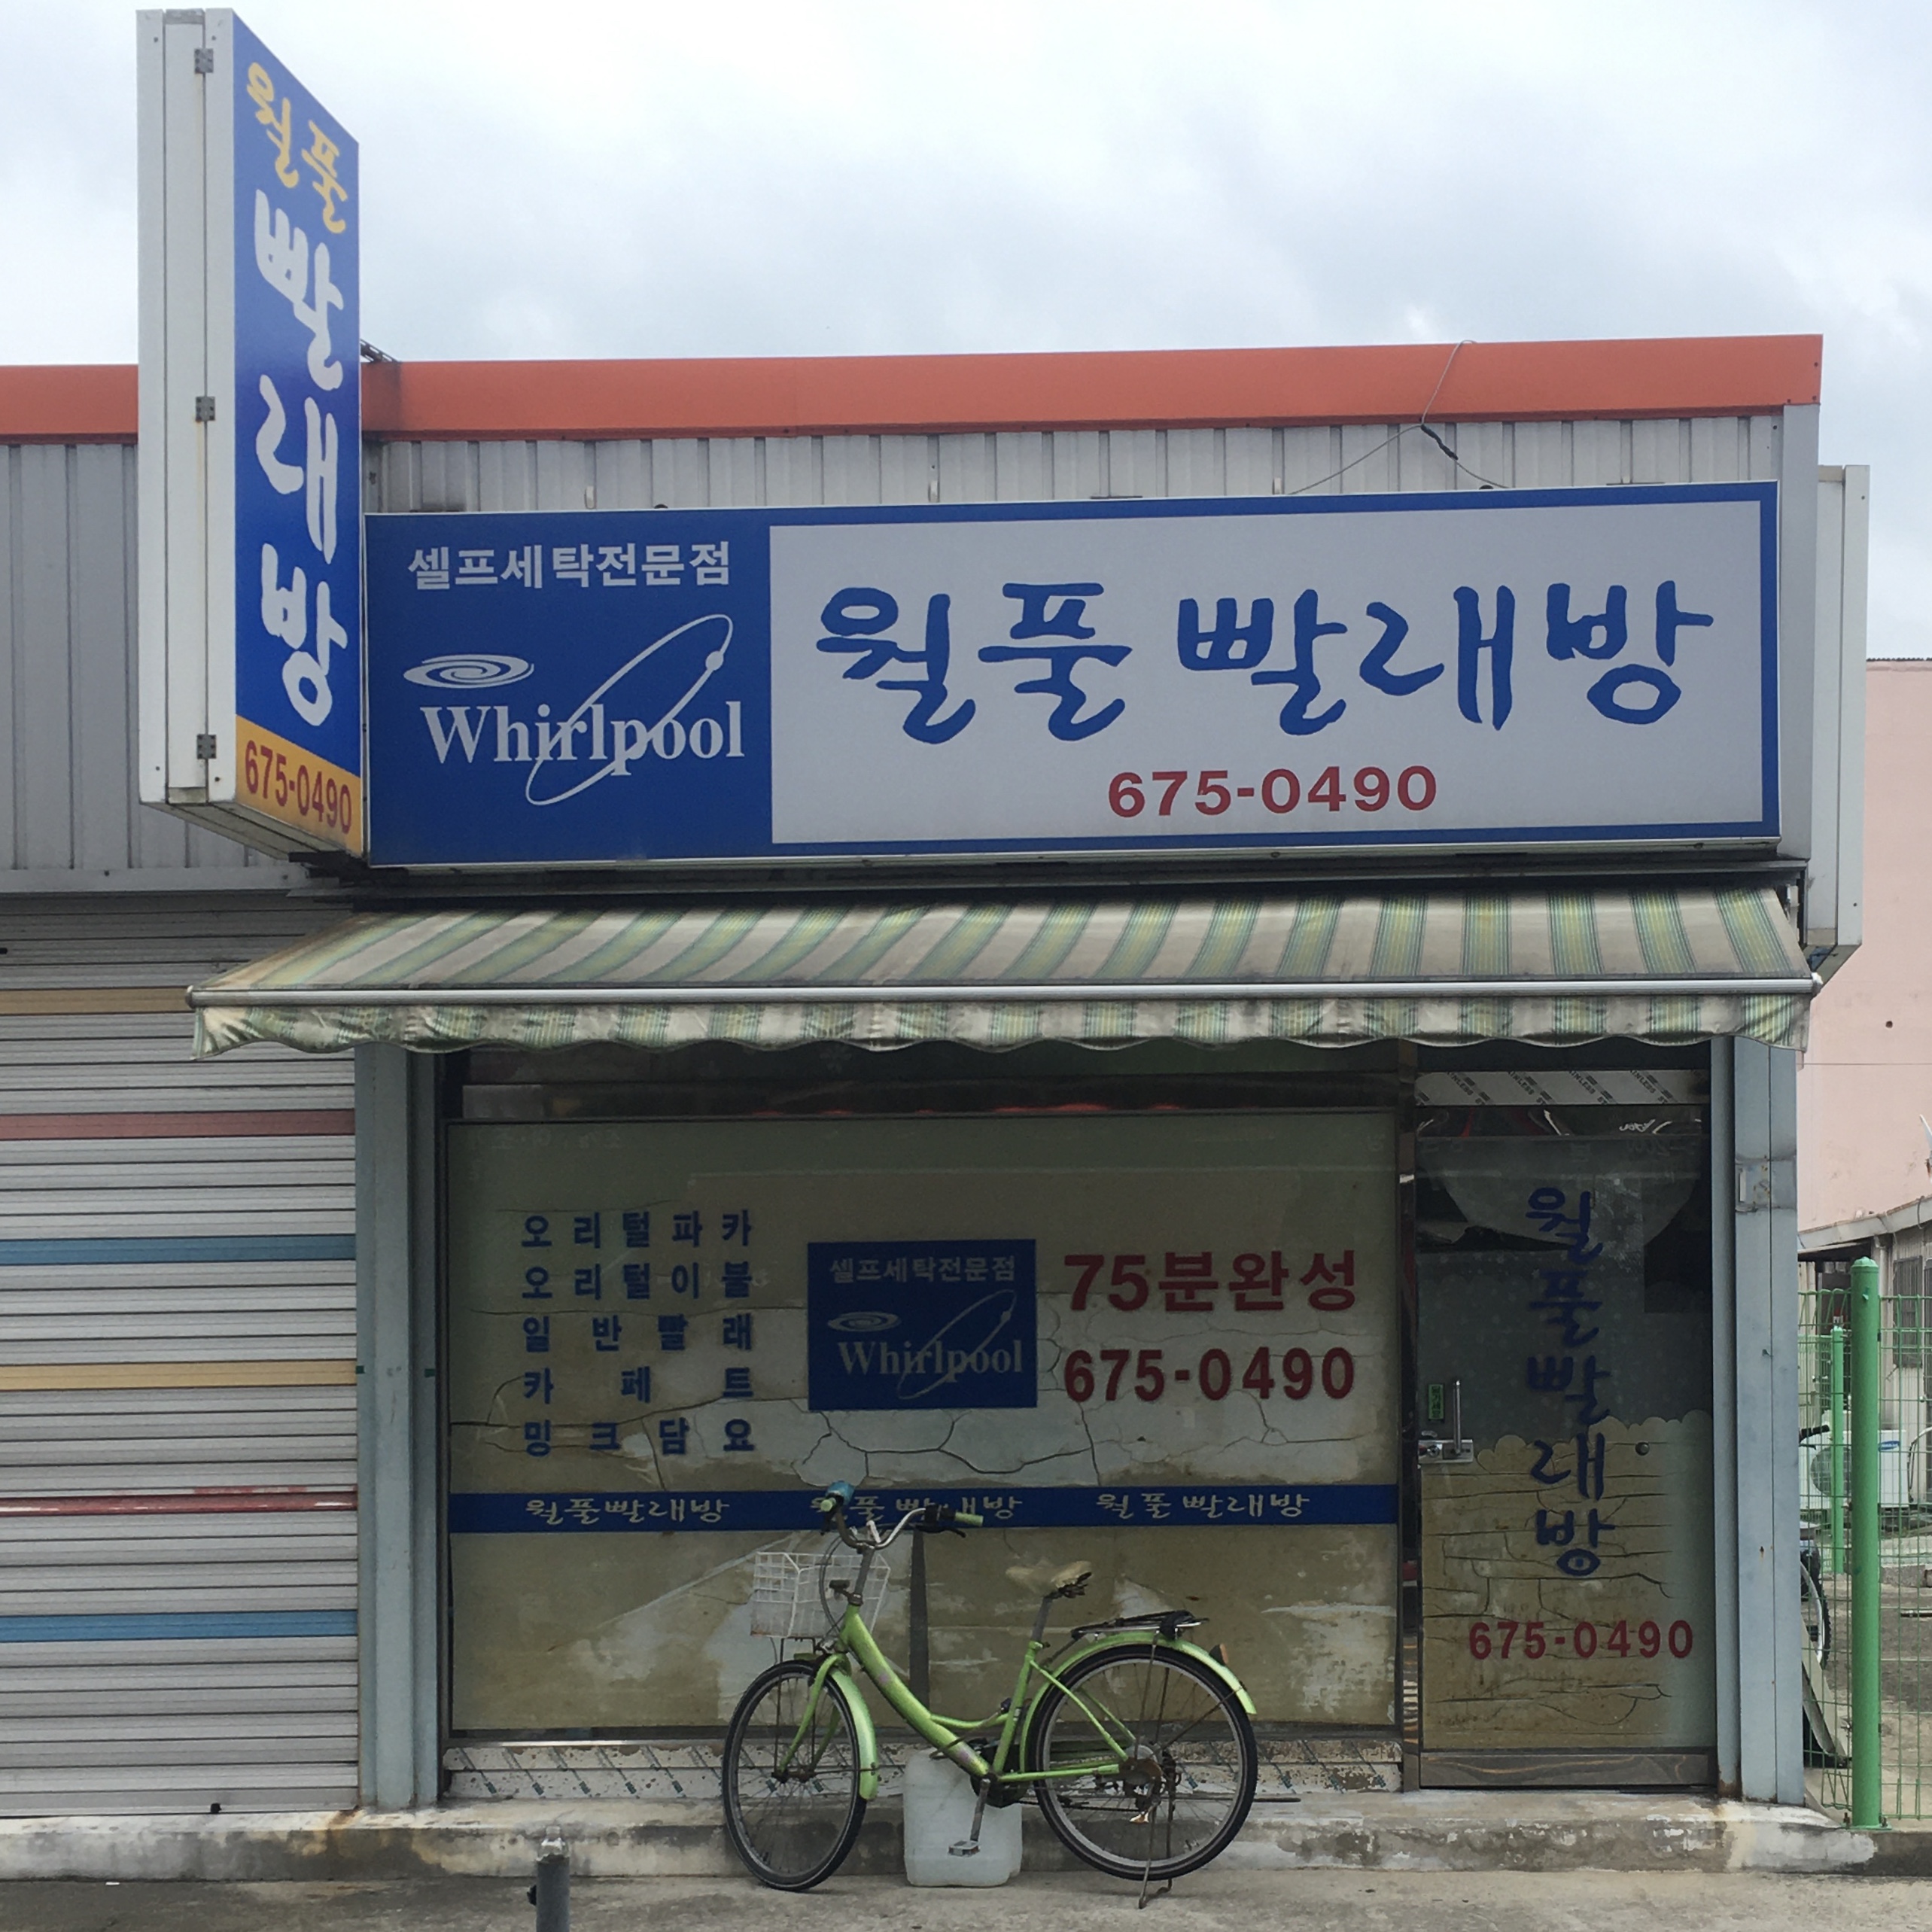 월풀
빨래방
675-0490
셀프세탁전문점
Whirlpool
월풀 빨래방
675-0490
오리털파카
오리털이불
일반빨래
카페트
밍크담요
셀프세탁전문점
Whirlpool
75분완성
675-0490
월풀빨래방
월풀빨래방
월풀빨래방
월풀빨래방
675-0490